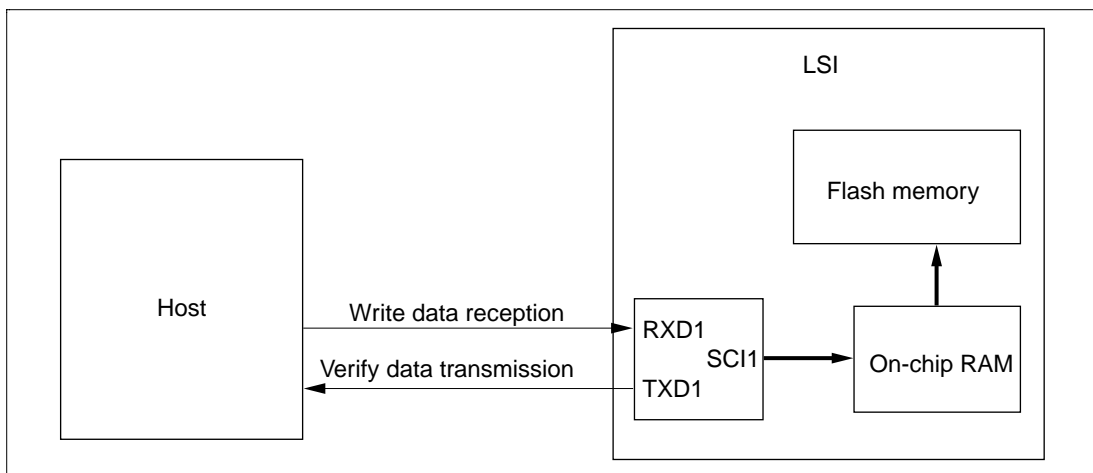 LSI
Flash memory
Host
Write data reception
RXD1
SCI1
On-chip RAM
Verify data transmission
TXD1